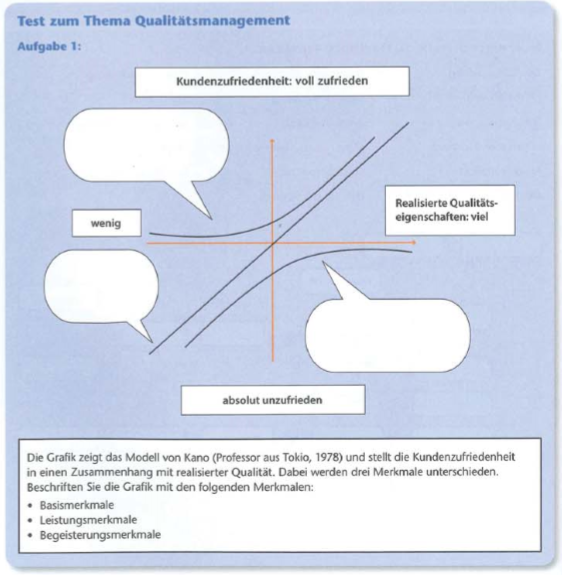 Test zum Thema Qualitätsmanagement
Aufgabe 1:
Kundenzufriedenheit: voll zufrieden
wenig
Realisierte Qualitäts-
eigenschaften: viel
absolut unzufrieden
Die Grafik zeigt das Modell von Kano (Professor aus Tokio, 1978) und stellt die Kundenzufriedenheit
in einen Zusammenhang mit realisierter Qualität. Dabei werden drei Merkmale unterschieden.
Beschriften Sie die Grafik mit den folgenden Merkmalen:
• Basismerkmale
• Leistungsmerkmale
• Begeisterungsmerkmale